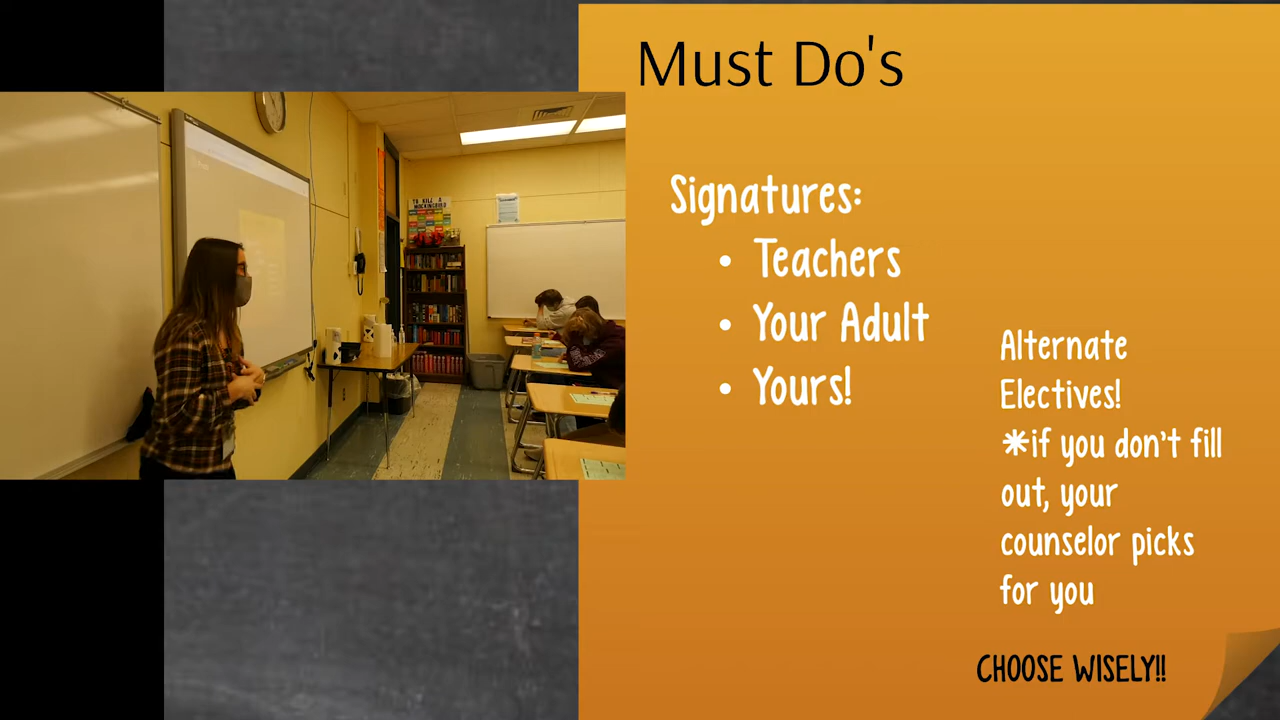 Must Do's
TO KILL A
MOCKINGBIRD
Signatures:
• Teachers
• Your Adult
• Yours!
Alternate
Electives!
*if you don't fill
out, your
counselor picks
for you
CHOOSE WISELY!!